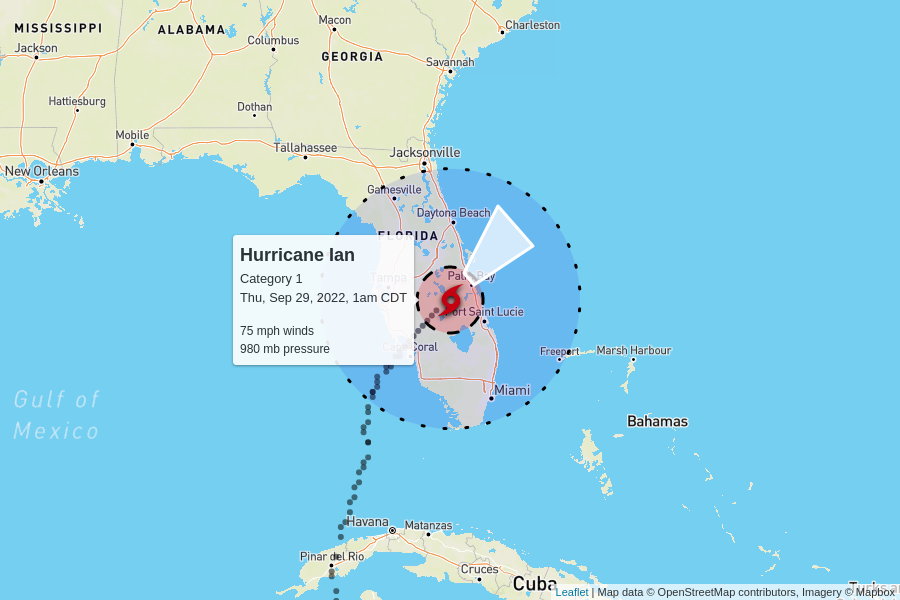 Charleston
Macon
MISSISSIPPI
ALABAMA
Columbus
Jackson
GEORGIA
Savannah
Hattiesburg
Dothan
Mobile
Tallahassee
Jacksonville
New Orleans
Gainesville
Daytona Beach
FLORIDA
Hurricane Ian
Category 1
Thu, Sep 29, 2022, 1am CDT
75 mph winds
980 mb pressure
Tampa
Palm Bay
Port Saint Lucie
Cape Coral
Freeport
Marsh Harbour
Miami
Gulf of
Mexico
Bahamas
Havana
Matanzas
Pinar del Rio
Cruces
Cuba
Leaflet | Map data © OpenStreetMap contributors, Imagery © Mapbox